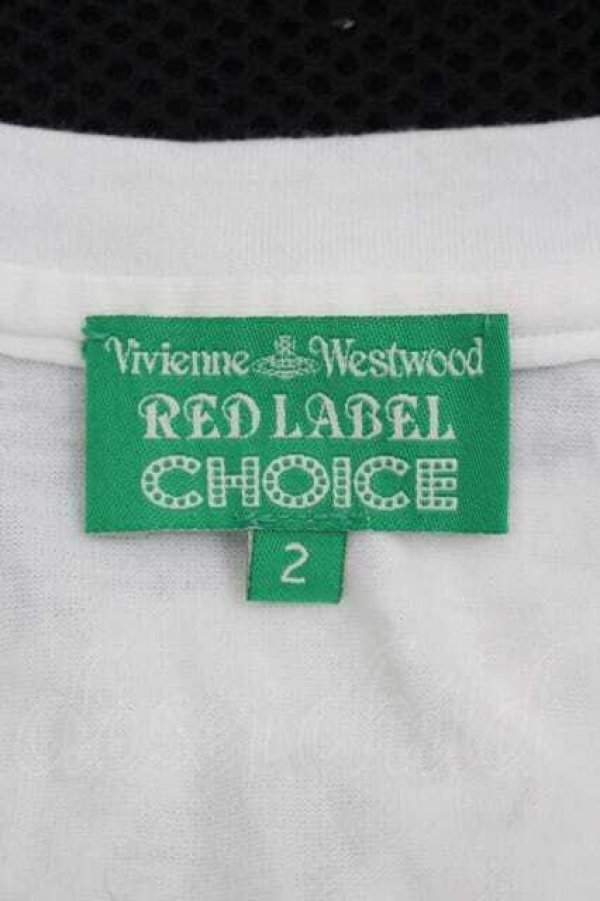 Vivienne Westwood
RED LABEL
CHOICE
2